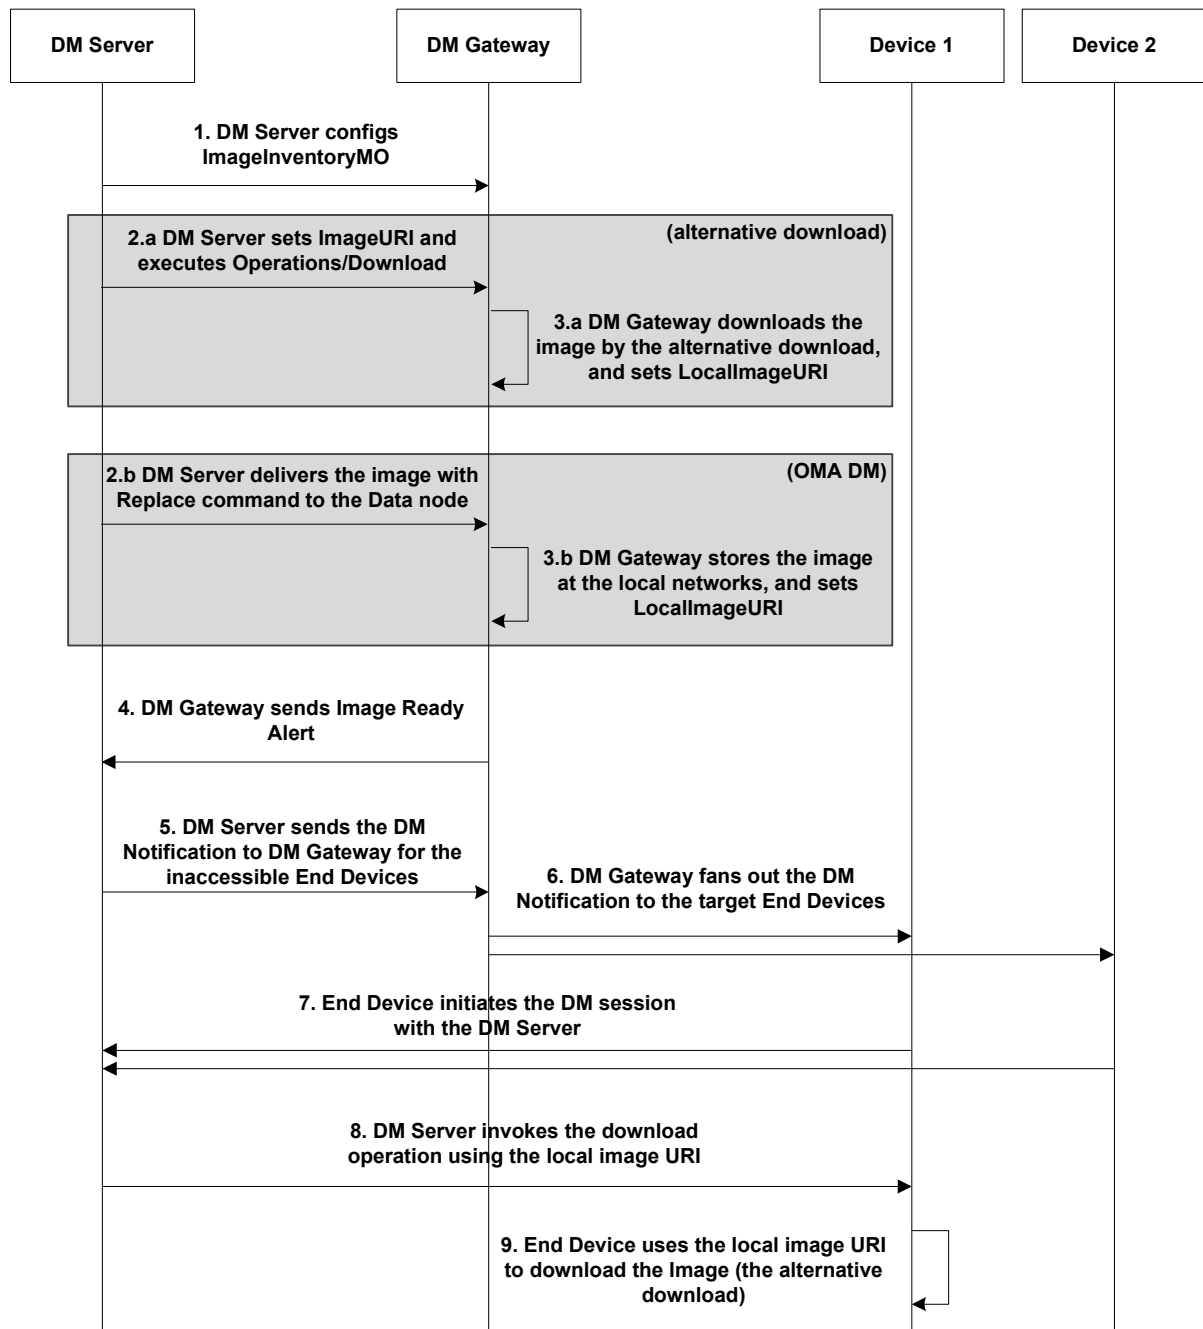 DM Server
DM Gateway
Device 1
Device 2
1. DM Server configs
ImageInventoryMO
(alternative download)
2.a DM Server sets ImageURI and
executes Operations/Download
3.a DM Gateway downloads the
image by the alternative download,
and sets LocalImageURI
(OMA DM)
2.b DM Server delivers the image with
Replace command to the Data node
3.b DM Gateway stores the image
at the local networks, and sets
LocalImageURI
4. DM Gateway sends Image Ready
Alert
5. DM Server sends the DM
Notification to DM Gateway for the
inaccessible End Devices
6. DM Gateway fans out the DM
Notification to the target End Devices
7. End Device initiates the DM session
with the DM Server
8. DM Server invokes the download
operation using the local image URI
9. End Device uses the local image URI
to download the Image (the alternative
download)